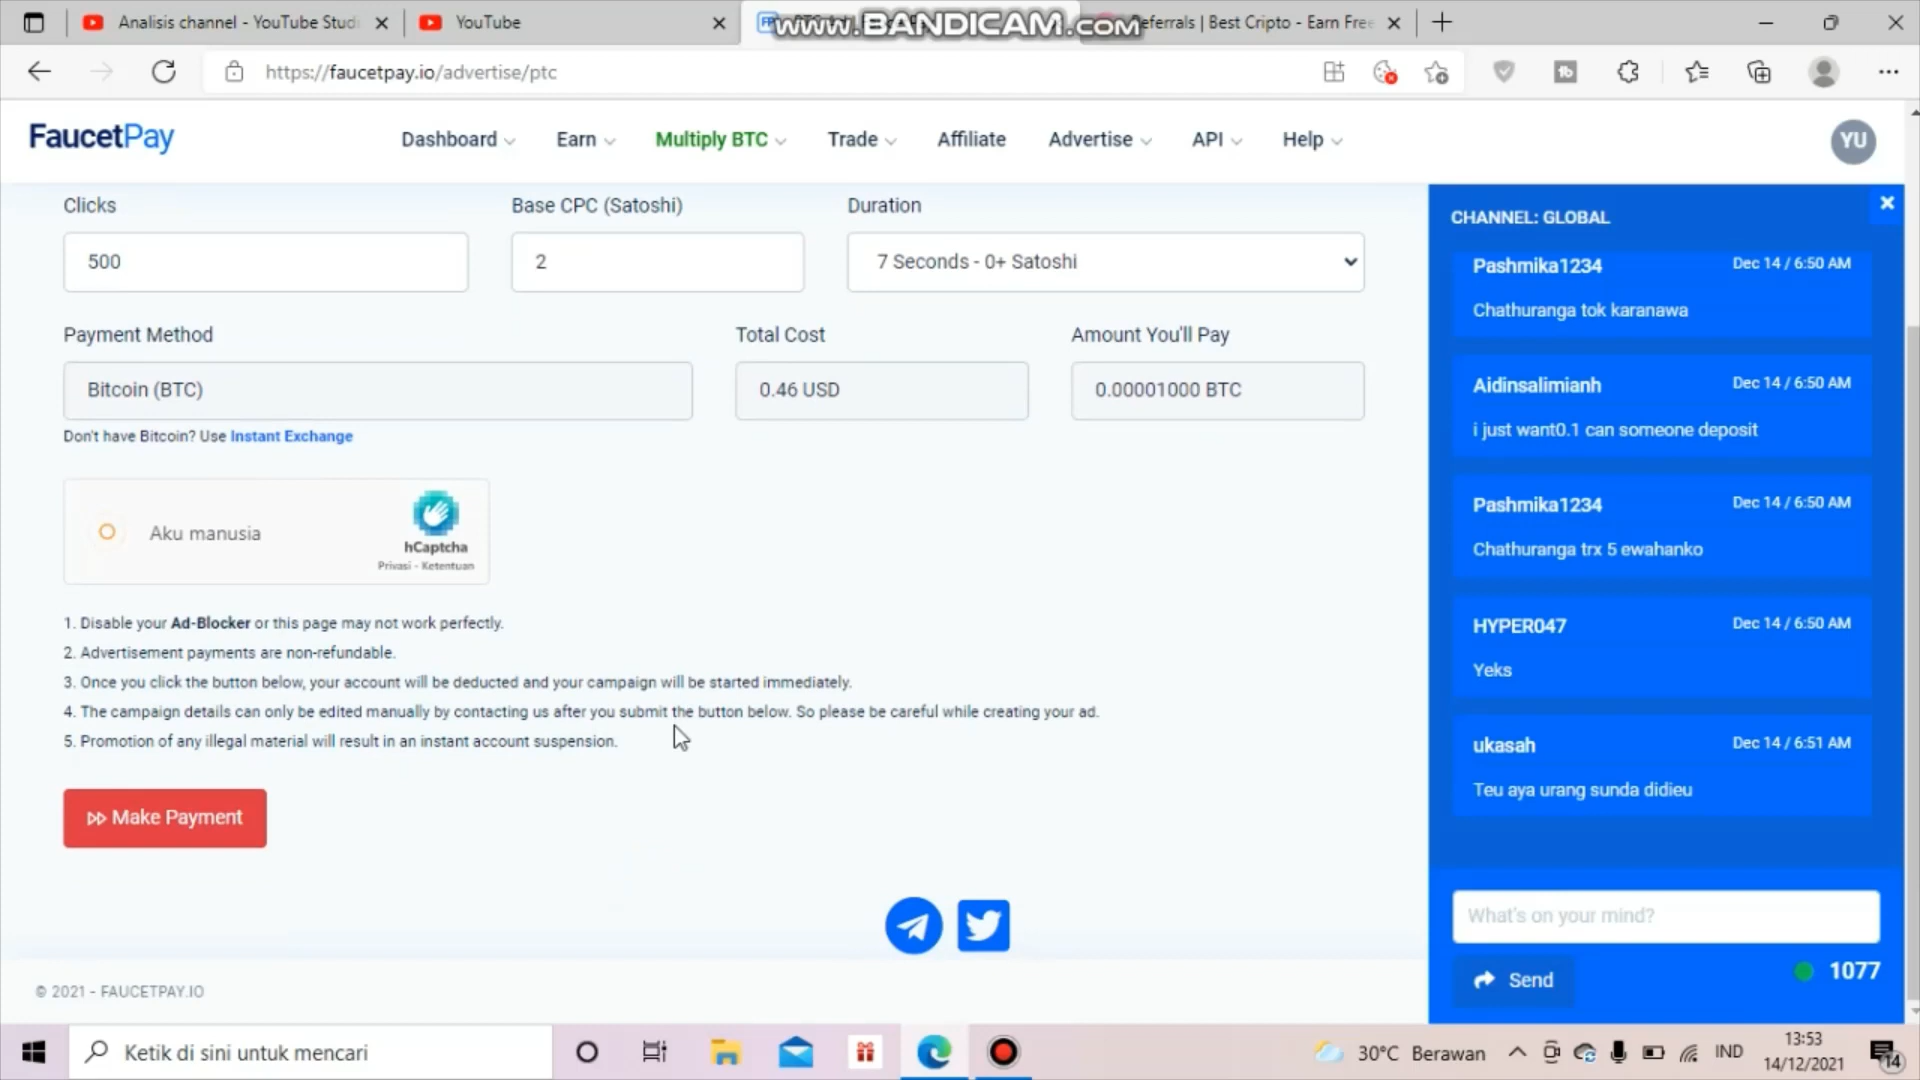 Analisis channel - YouTube Studi
YouTube
www.BANDICAM.com
eferrals | Best Cripto - Earn Free
https://faucetpay.io/advertise/ptc
FaucetPay
Dashboard
Earn
Multiply BTC
Trade
Affiliate
Advertise
API
Help
YU
Clicks
Base CPC (Satoshi)
Duration
500
2
7 Seconds - 0+ Satoshi
Payment Method
Total Cost
Amount You'll Pay
Bitcoin (BTC)
0.46 USD
0.00001000 BTC
Don't have Bitcoin? Use Instant Exchange
Aku manusia
hCaptcha
Privasi - Ketentuan
1. Disable your Ad-Blocker or this page may not work perfectly.
2. Advertisement payments are non-refundable.
3. Once you click the button below, your account will be deducted and your campaign will be started immediately.
4. The campaign details can only be edited manually by contacting us after you submit the button below. So please be careful while creating your ad.
5. Promotion of any illegal material will result in an instant account suspension.
Make Payment
© 2021 - FAUCETPAY.IO
CHANNEL: GLOBAL
Pashmika1234
Dec 14 / 6:50 AM
Chathuranga tok karanawa
Aidinsalimianh
Dec 14 / 6:50 AM
i just want0.1 can someone deposit
Pashmika1234
Dec 14 / 6:50 AM
Chathuranga trx 5 ewahanko
HYPER047
Dec 14 / 6:50 AM
Yeks
ukasah
Dec 14 / 6:51 AM
Teu aya urang sunda didieu
What's on your mind?
Send
1077
Ketik di sini untuk mencari
30°C Berawan
IND
13:53
14/12/2021
14